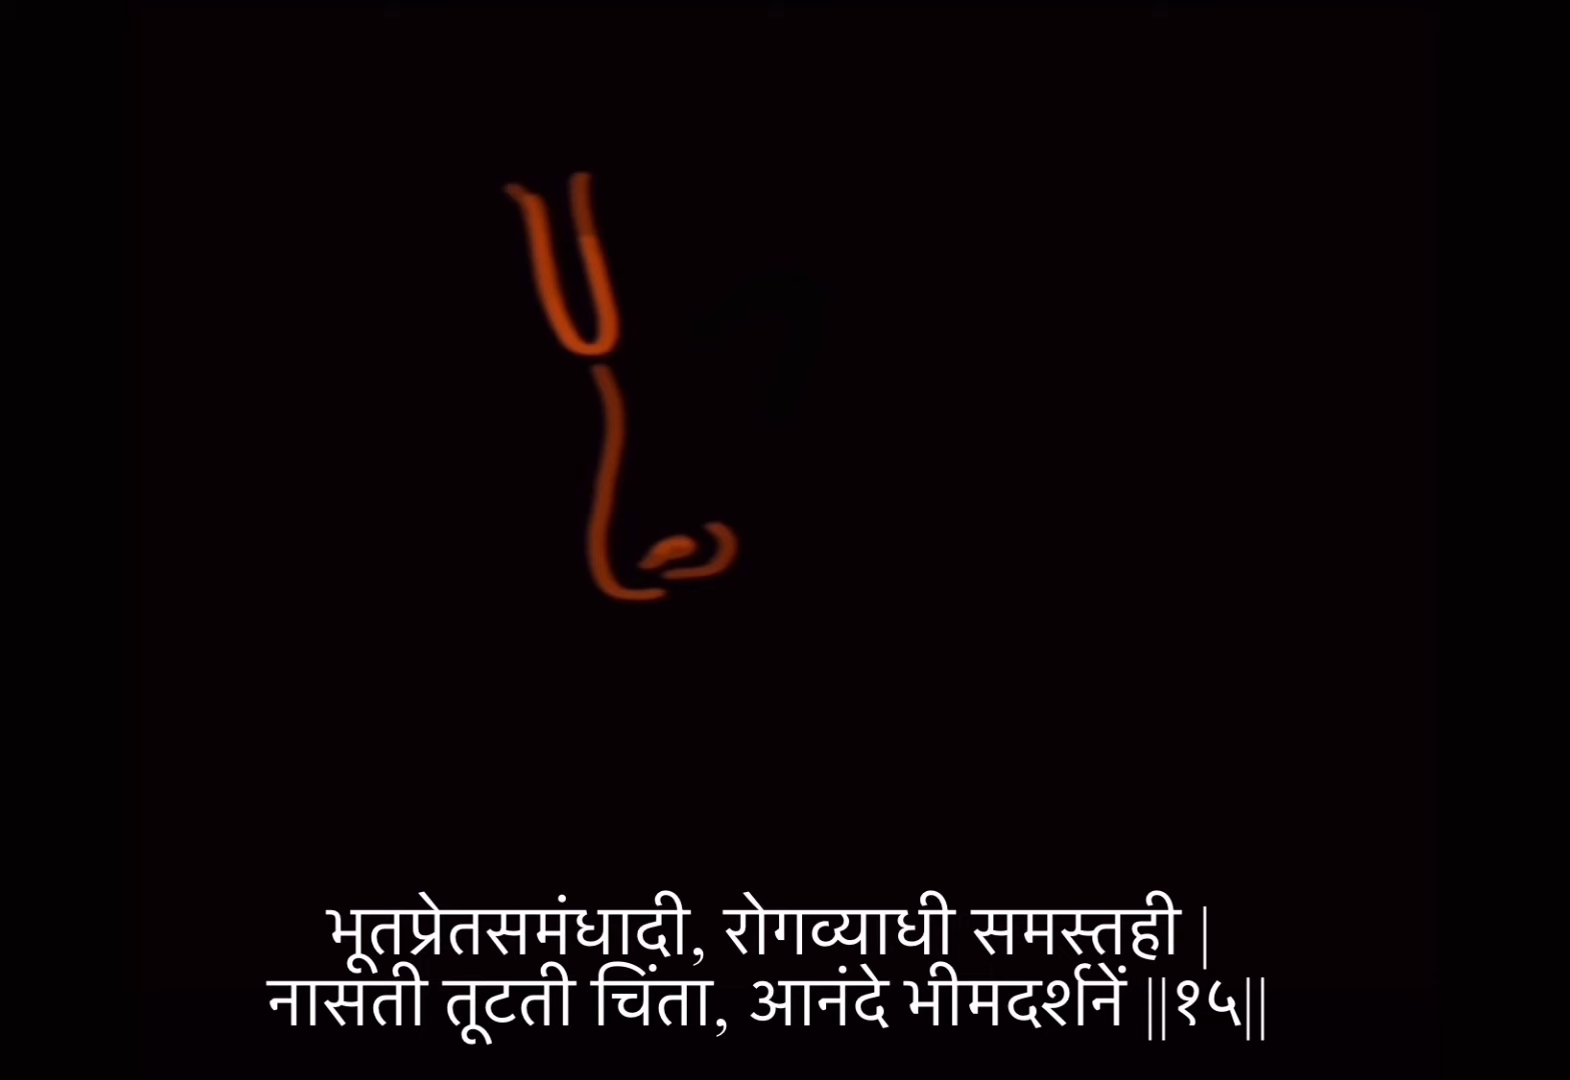 भूतप्रेतसमंधादी, रोगव्याधी समस्तही |
नासती तूटती चिंता, आनंदे भीमदर्शनें ||१५||